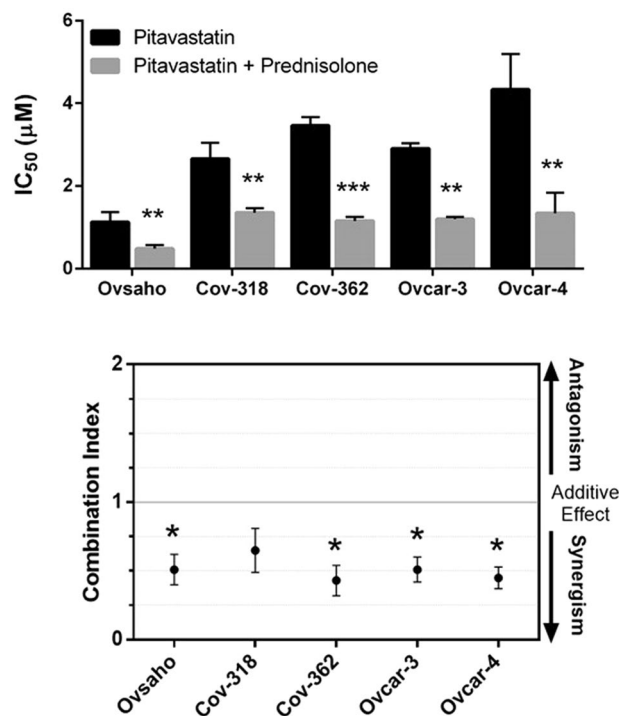 Pitavastatin
Pitavastatin + Prednisolone
IC50 (μM)
6
4
2
0
**
**
***
**
**
Ovsaho Cov-318 Cov-362 Ovcar-3 Ovcar-4
Combination Index
2
1
0
*
*
*
*
Antagonism
Additive
Effect
Synergism
Ovsaho
Cov-318
Cov-362
Ovcar-3
Ovcar-4